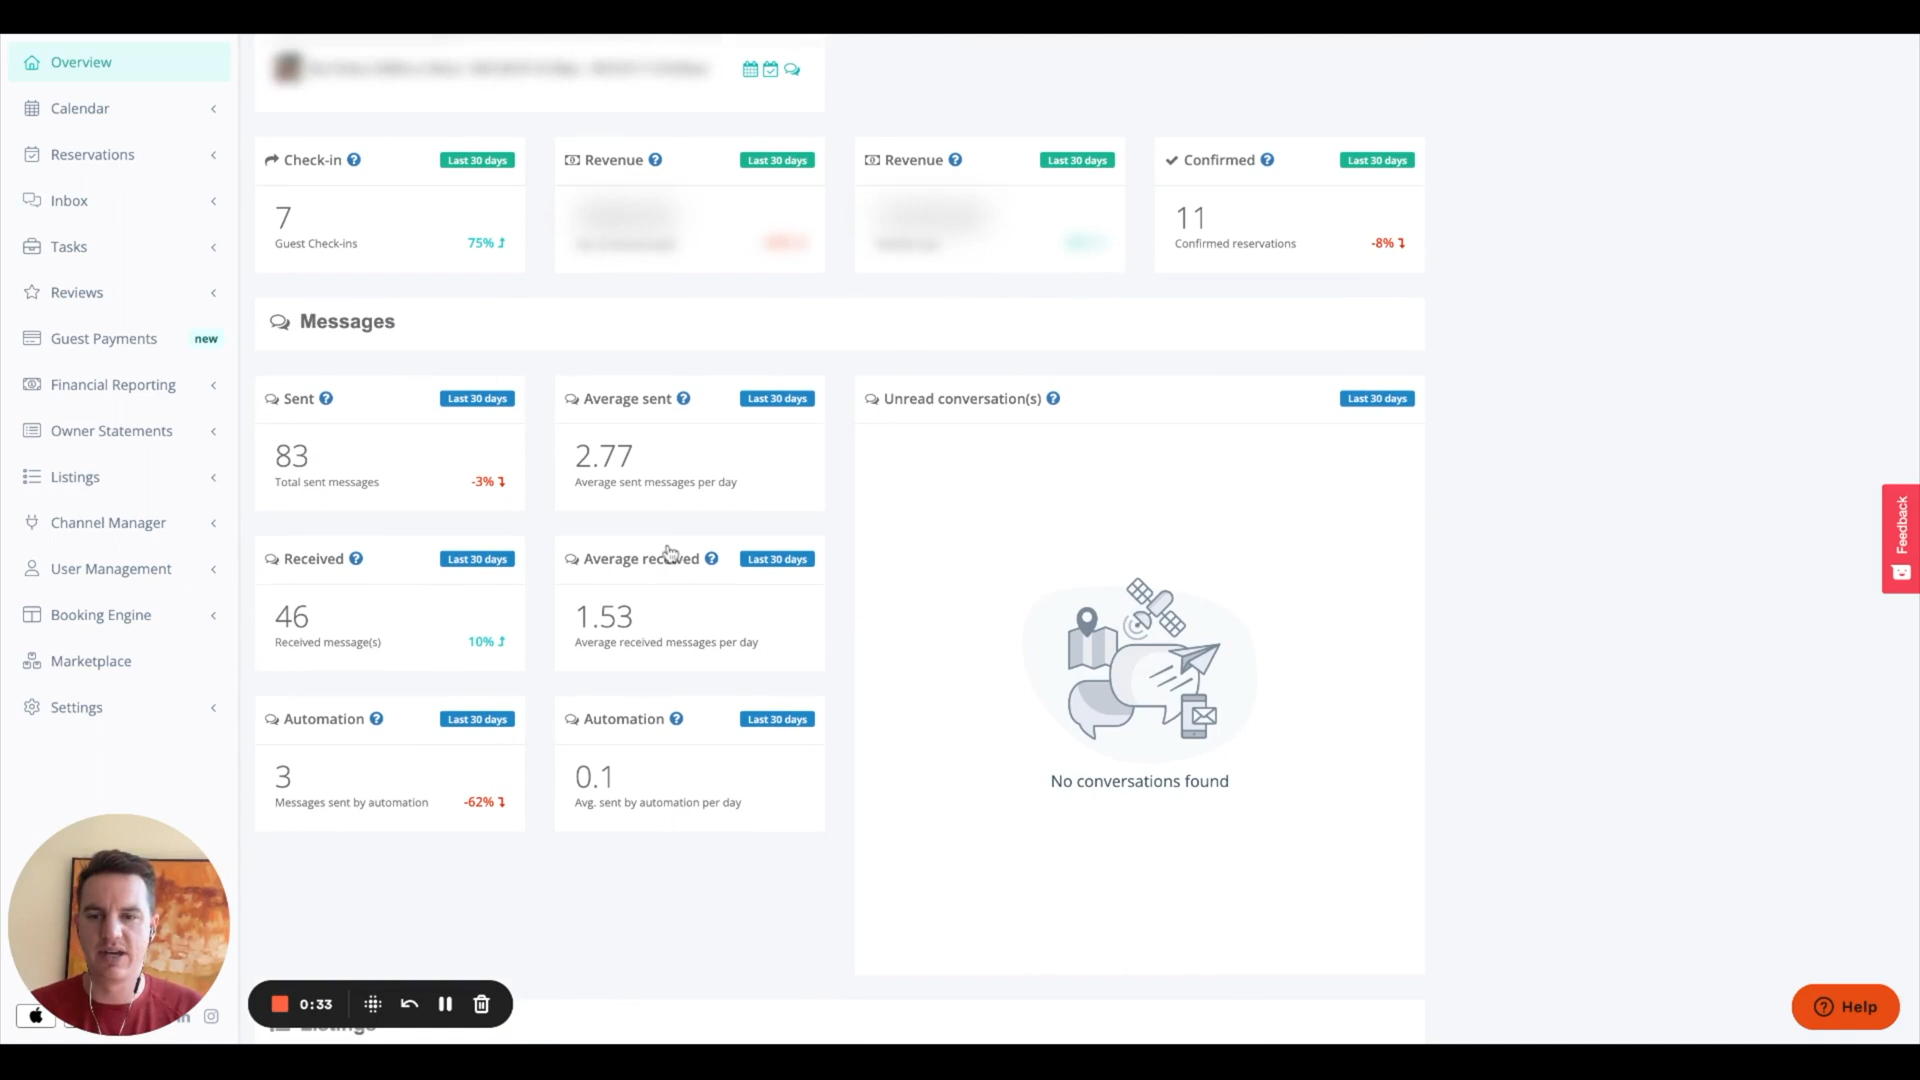 Overview
Calendar
Reservations
Inbox
Tasks
Reviews
Guest Payments new
Financial Reporting
Owner Statements
Listings
Channel Manager
User Management
Booking Engine
Marketplace
Settings
Check-in Last 30 days
7
Guest Check-ins 75%
Revenue Last 30 days
Revenue Last 30 days
Confirmed Last 30 days
11
Confirmed reservations -8%
Messages
Sent Last 30 days
83
Total sent messages -3%
Average sent Last 30 days
2.77
Average sent messages per day
Unread conversation(s) Last 30 days
No conversations found
Received Last 30 days
46
Received message(s) 10%
Average received Last 30 days
1.53
Average received messages per day
Automation Last 30 days
3
Messages sent by automation -62%
Automation Last 30 days
0.1
Avg. sent by automation per day
Listings
0:33
Feedback
Help